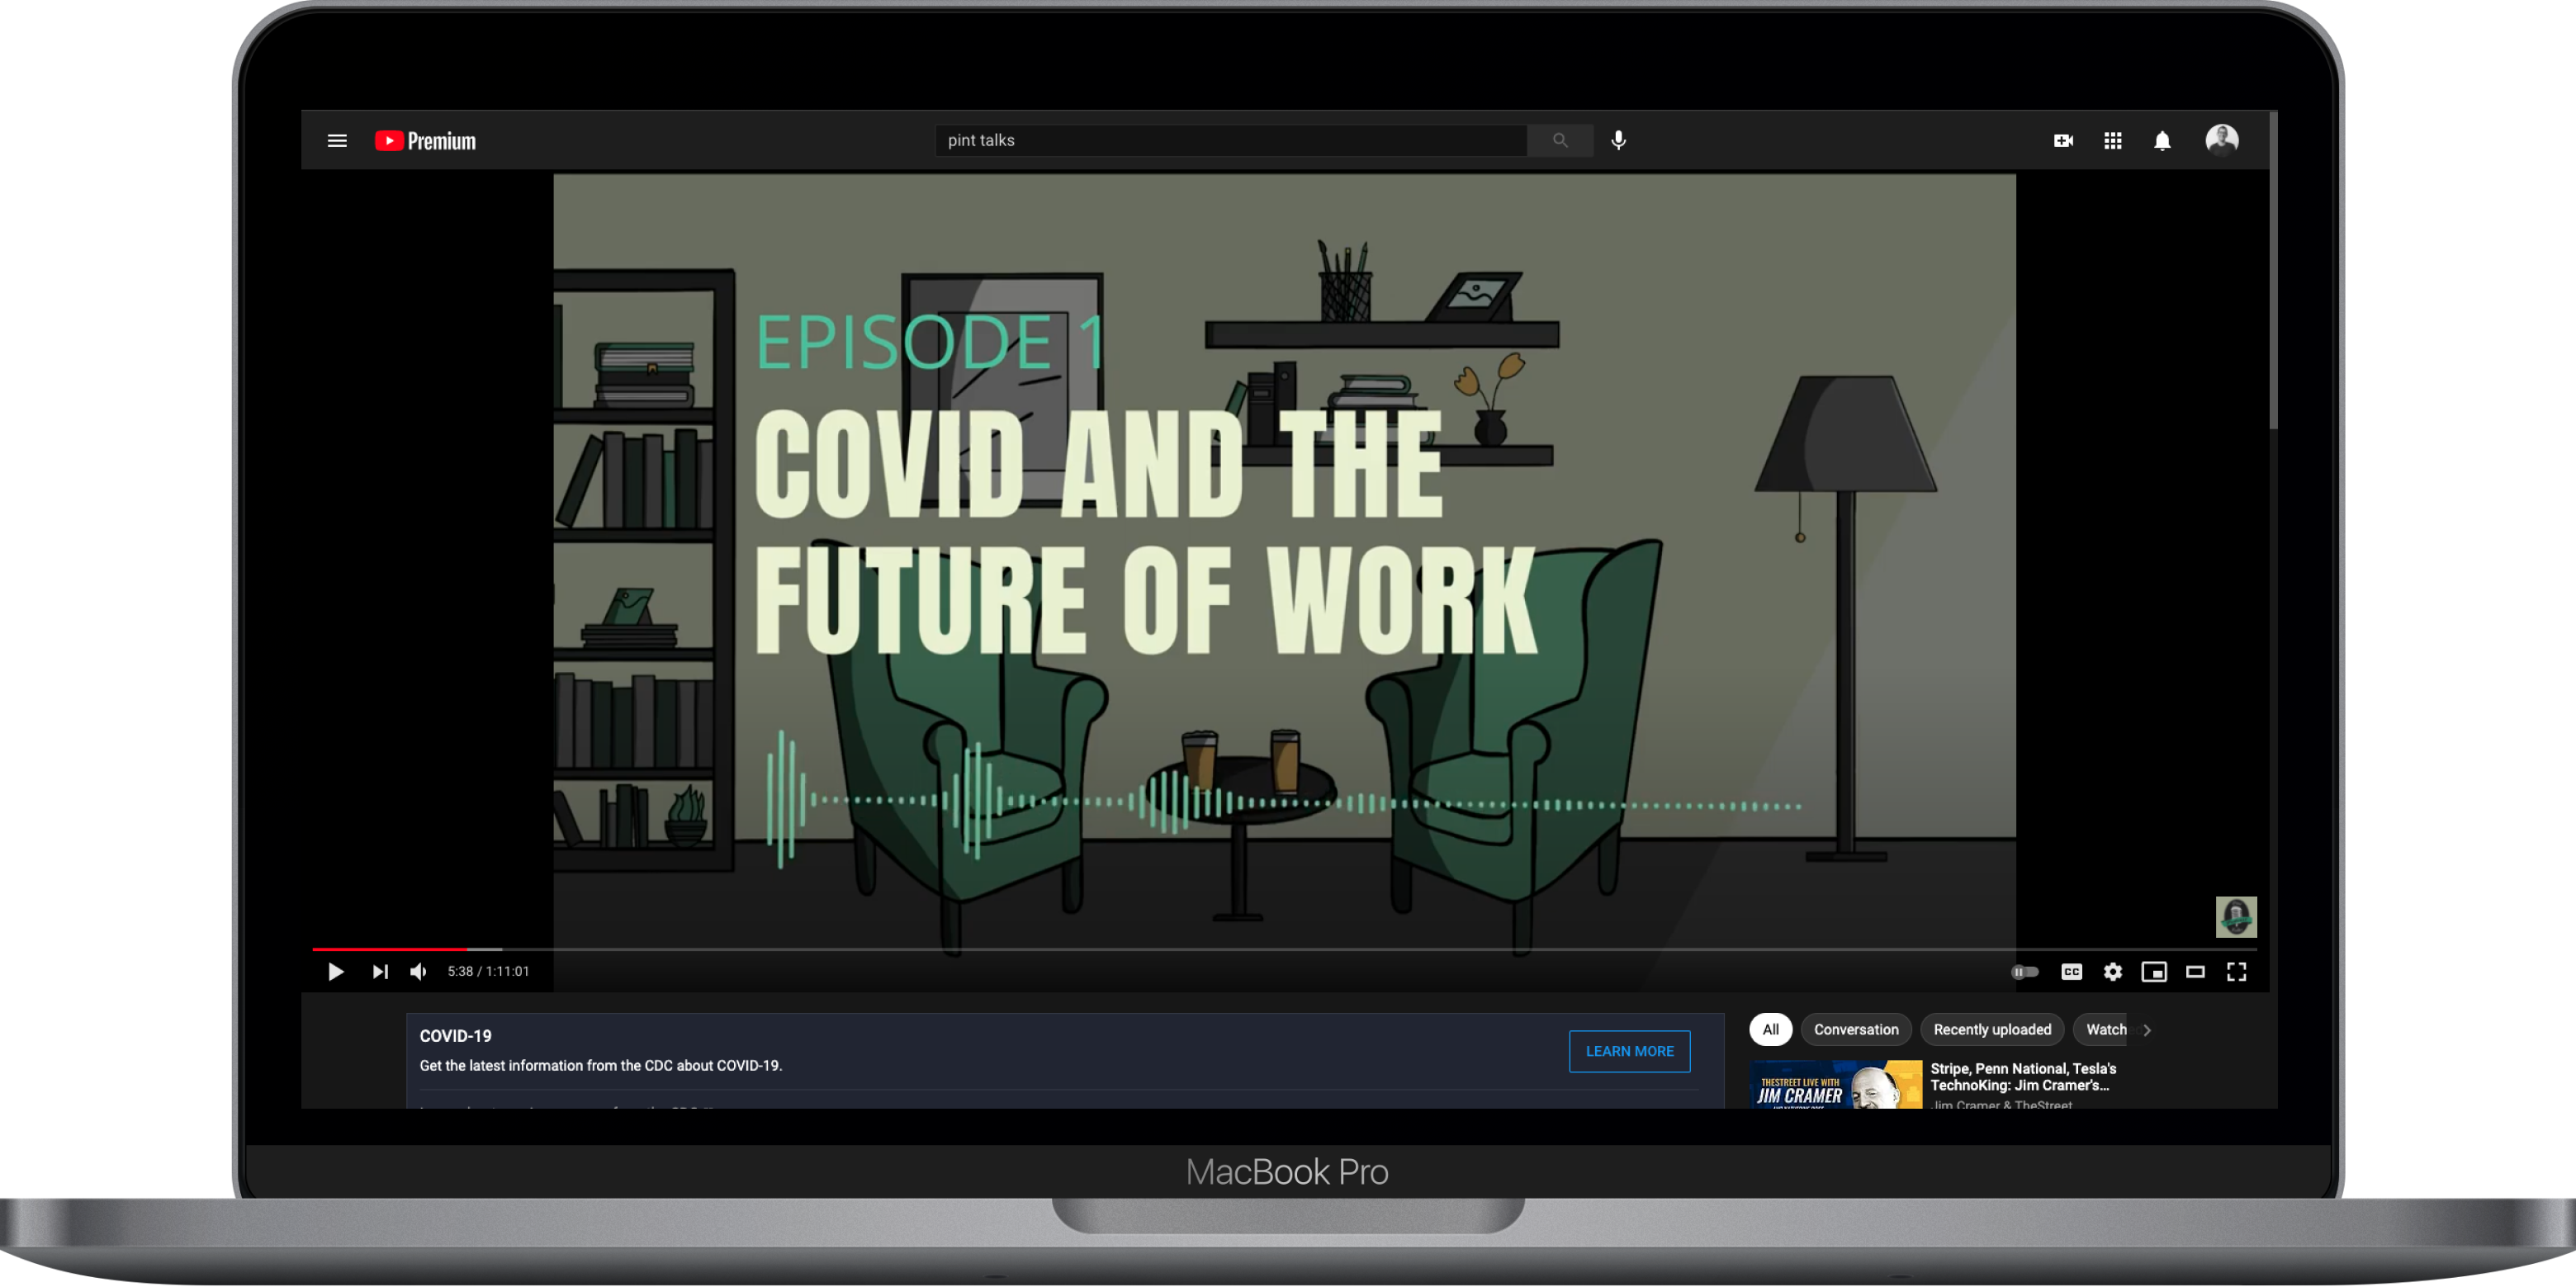 Premium
pint talks
EPISODE 1
COVID AND THE
FUTURE OF WORK
5:38 / 1:11:01
CC
COVID-19
Get the latest information from the CDC about COVID-19.
LEARN MORE
All
Conversation
Recently uploaded
Watch
THESTREET LIVE WITH
JIM CRAMER
Stripe, Penn National, Tesla's
TechnoKing: Jim Cramer's...
Jim Cramer & TheStreet
MacBook Pro